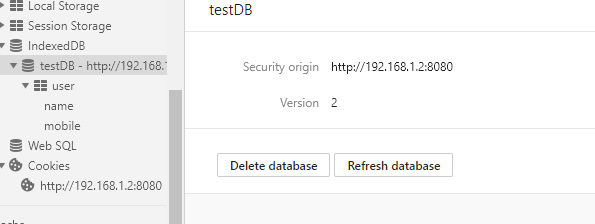 Local Storage
Session Storage
IndexedDB
testDB - http://192.168.1
user
name
mobile
Web SQL
Cookies
http://192.168.1.2:8080
testDB
Security origin http://192.168.1.2:8080
Version 2
Delete database Refresh database